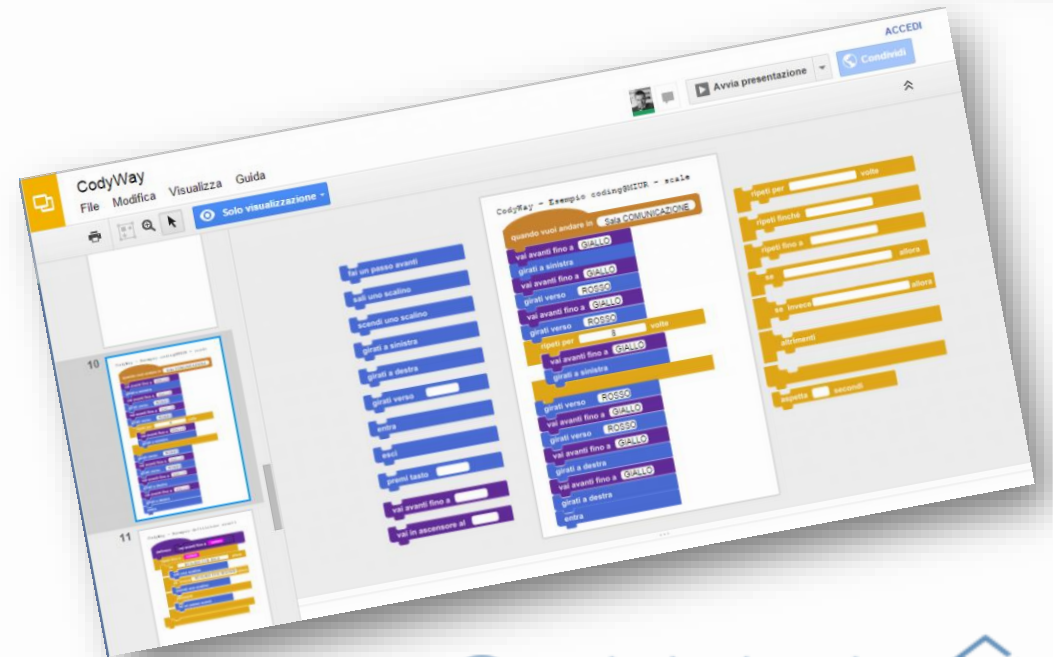 ACCEDI
CodyWay
File Modifica Visualizza Guida
Avvia presentazione
Condividi
Solo visualizzazione
10
11
fai un passo avanti
sali uno scalino
scendi uno scalino
girati a sinistra
girati a destra
girati verso
entra
esci
premi tasto
vai avanti fino a
vai in ascensore al
CodyWay - Esempio coding@MIUR - scale
quando vuoi andare in Sala COMUNICAZIONE
vai avanti fino a GIALLO
girati a sinistra
vai avanti fino a GIALLO
girati verso ROSSO
vai avanti fino a GIALLO
girati verso ROSSO
ripeti per 8 volte
vai avanti fino a GIALLO
girati a sinistra
girati verso ROSSO
vai avanti fino a GIALLO
girati verso ROSSO
vai avanti fino a GIALLO
girati a destra
vai avanti fino a GIALLO
girati a destra
entra
ripeti per volte
ripeti finché
ripeti fino a
se allora
se invece allora
altrimenti
aspetta secondi